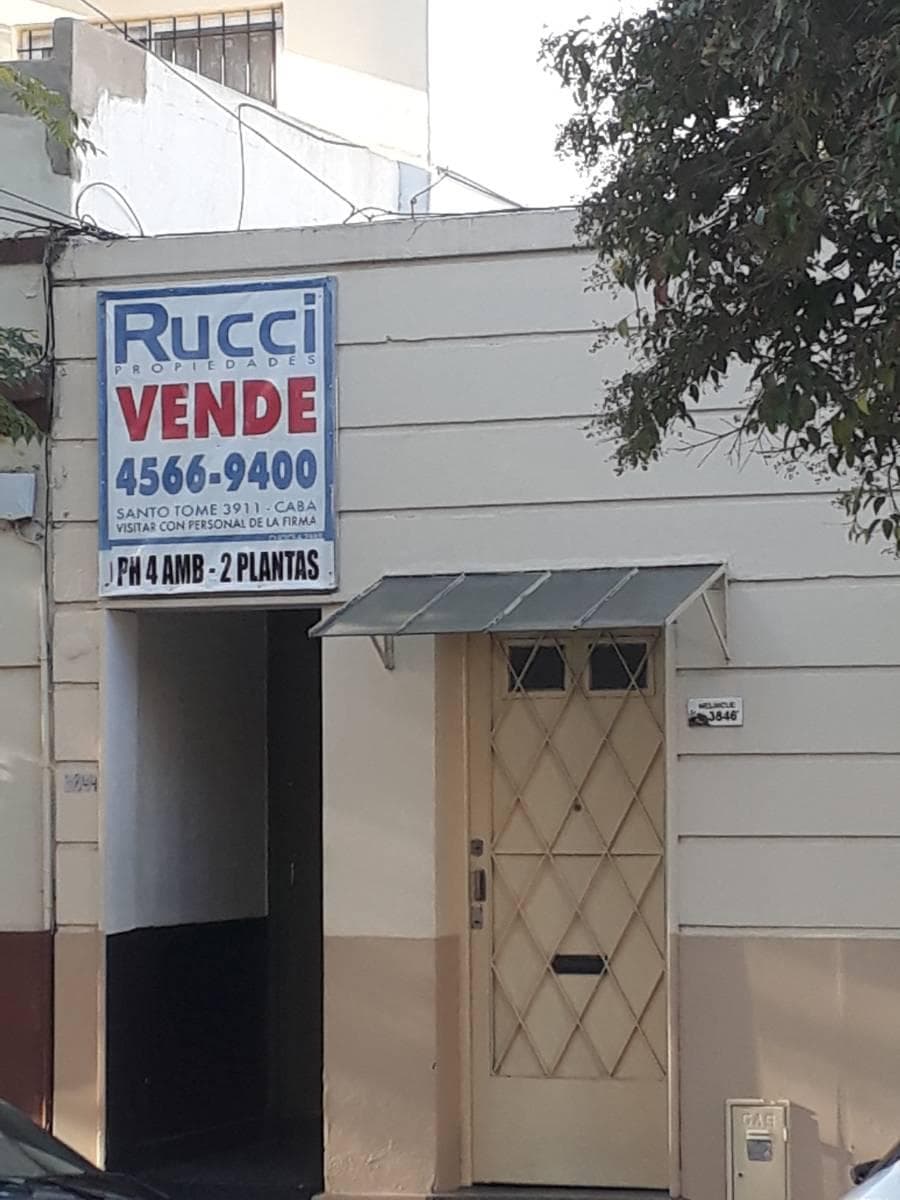 Rucci
PROPIEDADES
VENDE
4566-9400
SANTO TOME 3911 - CABA
VISITAR CON PERSONAL DE LA FIRMA
PH 4 AMB - 2 PLANTAS
MELINCUE
3846
GAS